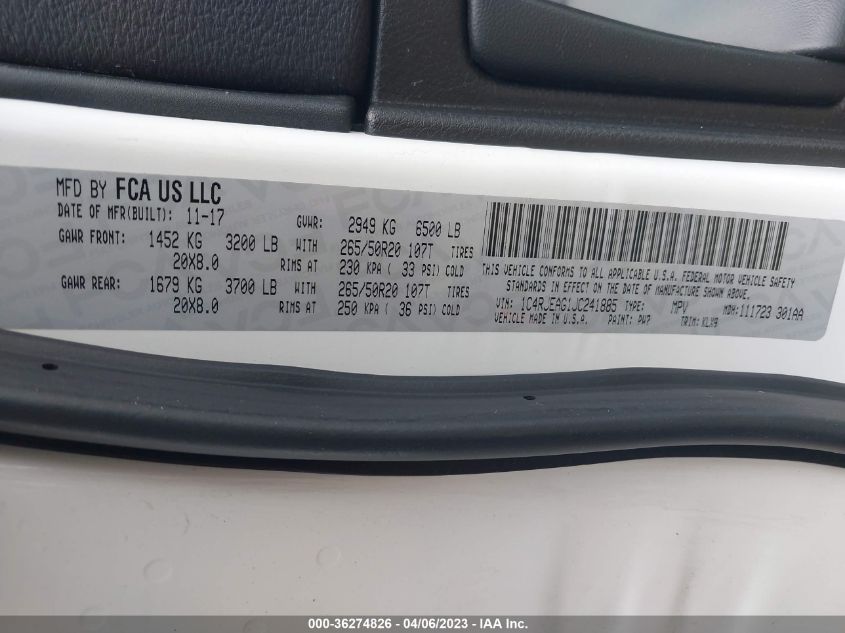 MFD BY FCA US LLC
DATE OF MFR(BUILT): 11-17 GVWR: 2949 KG 6500 LB
GAWR FRONT: 1452 KG 3200 LB WITH 265/50R20 107T TIRES
20X8.0 RIMS AT 230 KPA ( 33 PSI) COLD
GAWR REAR: 1679 KG 3700 LB WITH 265/50R20 107T TIRES
20X8.0 RIMS AT 250 KPA ( 36 PSI) COLD
THIS VEHICLE CONFORMS TO ALL APPLICABLE U.S.A. FEDERAL MOTOR VEHICLE SAFETY
STANDARDS IN EFFECT ON THE DATE OF MANUFACTURE SHOWN ABOVE.
VIN: 1C4RJEAG1JC241885 TYPE: MPV MDH:111723 301AA
VEHICLE MADE IN U.S.A. PAINT: PW7 TRIM: KLX9
000-36274826 - 04/06/2023 - IAA Inc.